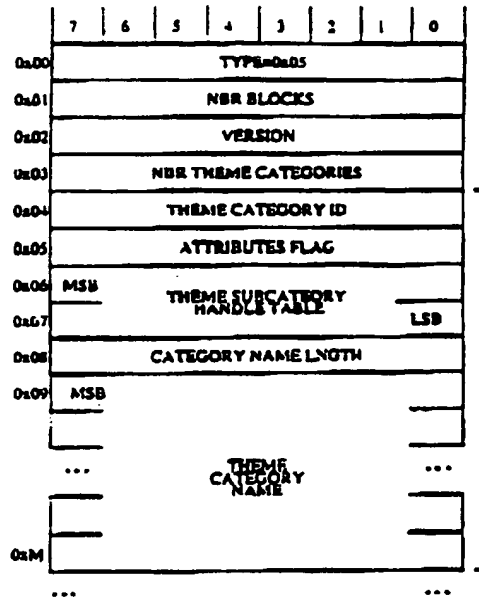 7 6 5 4 3 2 1 0
0x00 TYPE=0x05
0x01 NBR BLOCKS
0x02 VERSION
0x03 NBR THEME CATEGORIES
0x04 THEME CATEGORY ID
0x05 ATTRIBUTES FLAG
0x06 MSB
THEME SUBCATEGORY
HANDLE TABLE
0x07 LSB
0x08 CATEGORY NAME LNGTH
0x09 MSB
... ...
THEME
CATEGORY
NAME
0xM
... ...